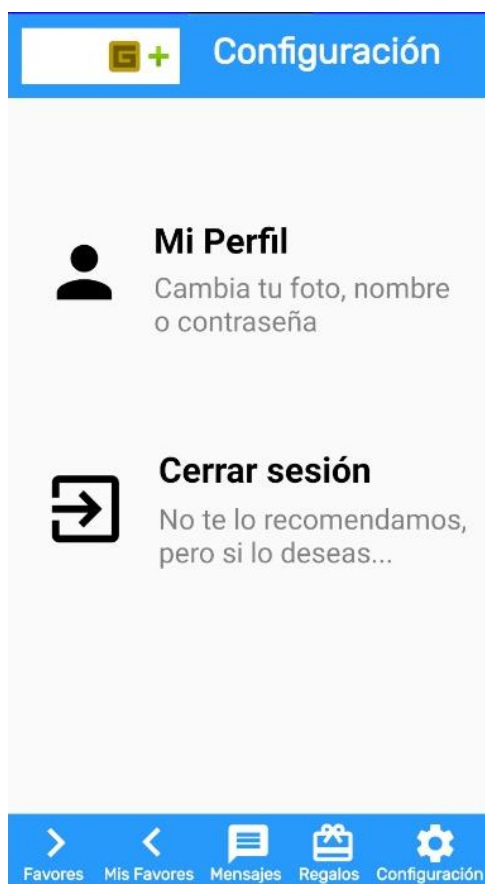 G + Configuración
Mi Perfil
Cambia tu foto, nombre
o contraseña
Cerrar sesión
No te lo recomendamos,
pero si lo deseas...
Favores Mis Favores Mensajes Regalos Configuración